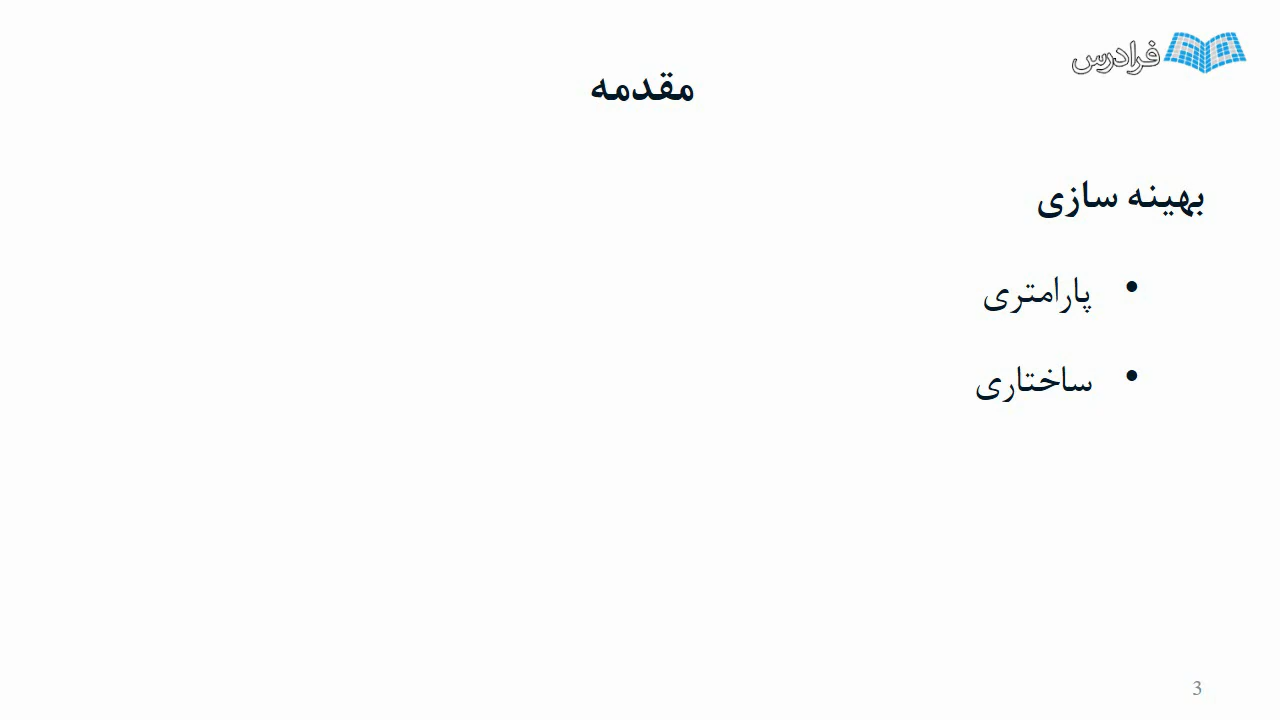 فرادرس
مقدمه
بهینه سازی
• پارامتری
• ساختاری
3